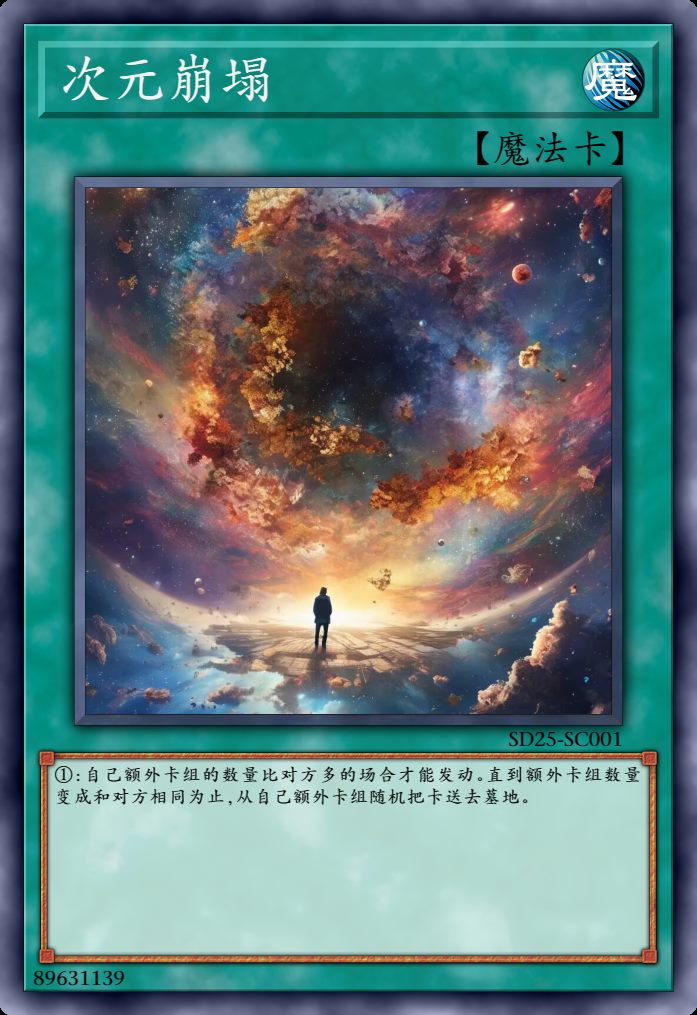 次元崩塌
魔
【魔法卡】
SD25-SC001
①:自己额外卡组的数量比对方多的场合才能发动。直到额外卡组数量
变成和对方相同为止,从自己额外卡组随机把卡送去墓地。
89631139